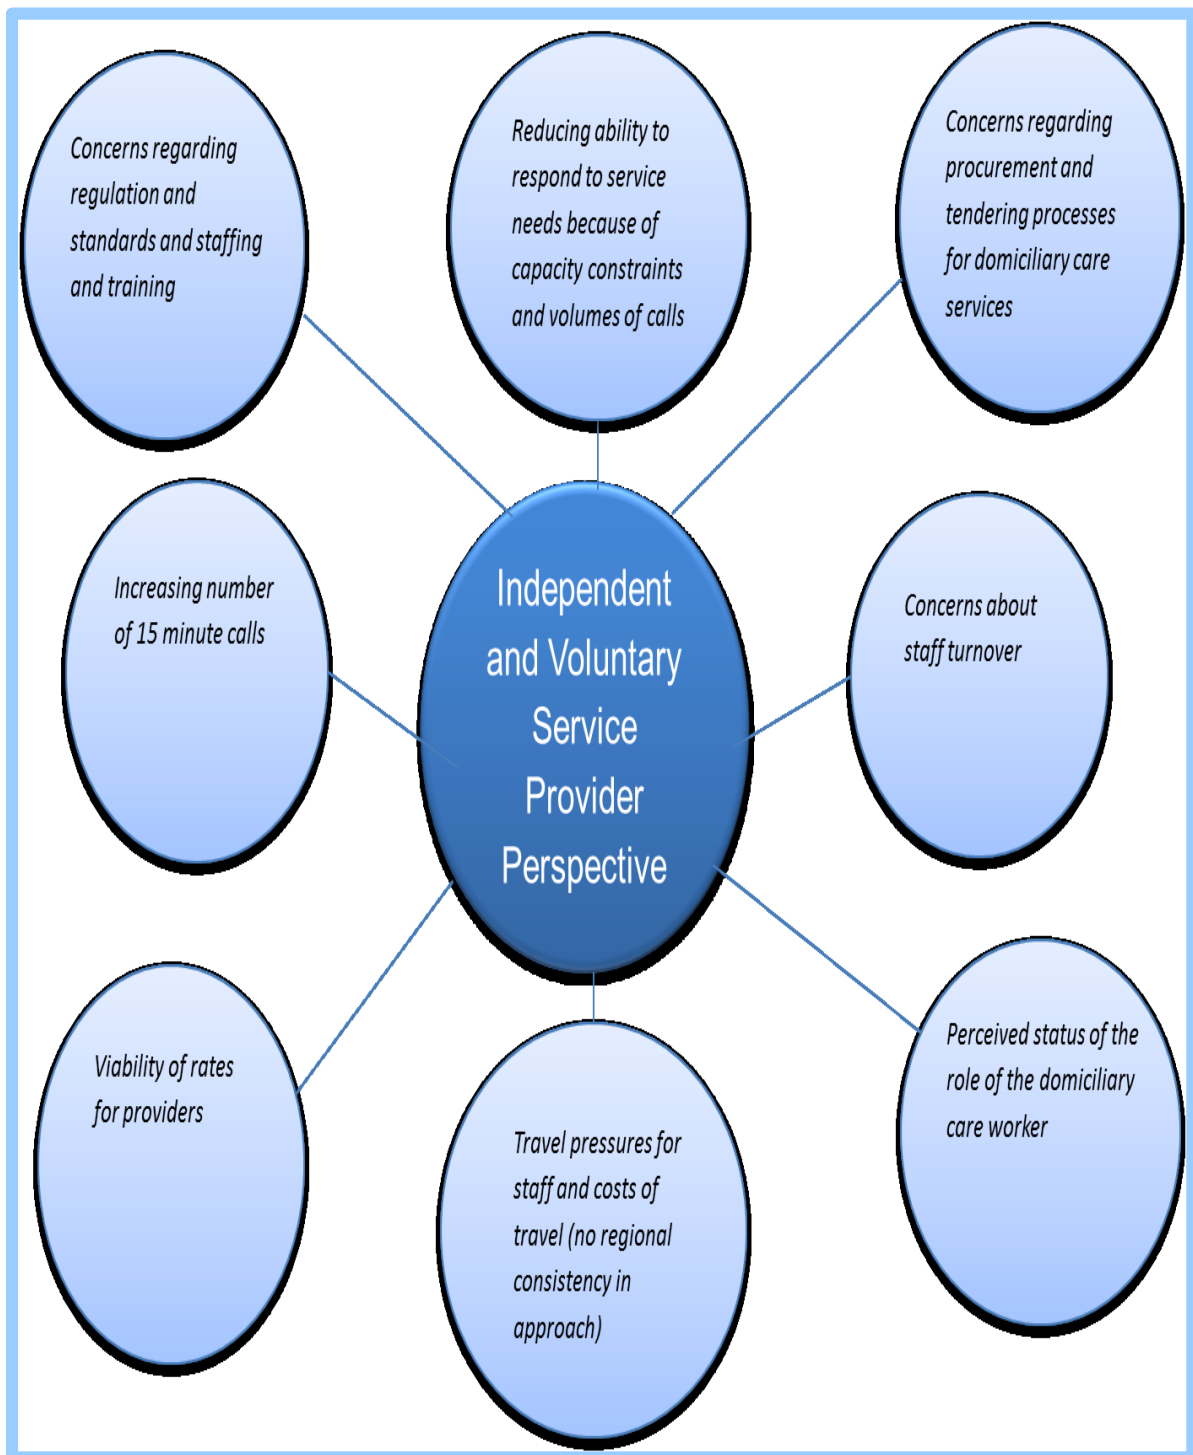 Concerns regarding
regulation and
standards and staffing
and training
Reducing ability to
respond to service
needs because of
capacity constraints
and volumes of calls
Concerns regarding
procurement and
tendering processes
for domiciliary care
services
Increasing number
of 15 minute calls
Independent
and Voluntary
Service
Provider
Perspective
Concerns about
staff turnover
Viability of rates
for providers
Travel pressures for
staff and costs of
travel (no regional
consistency in
approach)
Perceived status of the
role of the domiciliary
care worker